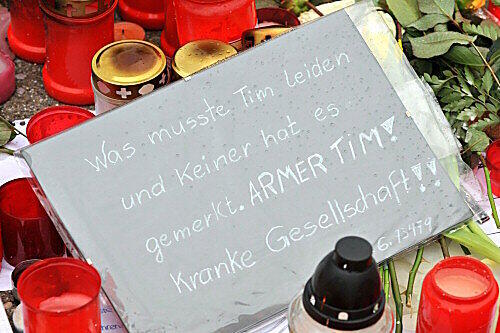 Was musste Tim leiden
und Keiner hat es
gemerkt. ARMER TIM!
Kranke Gesellschaft!!